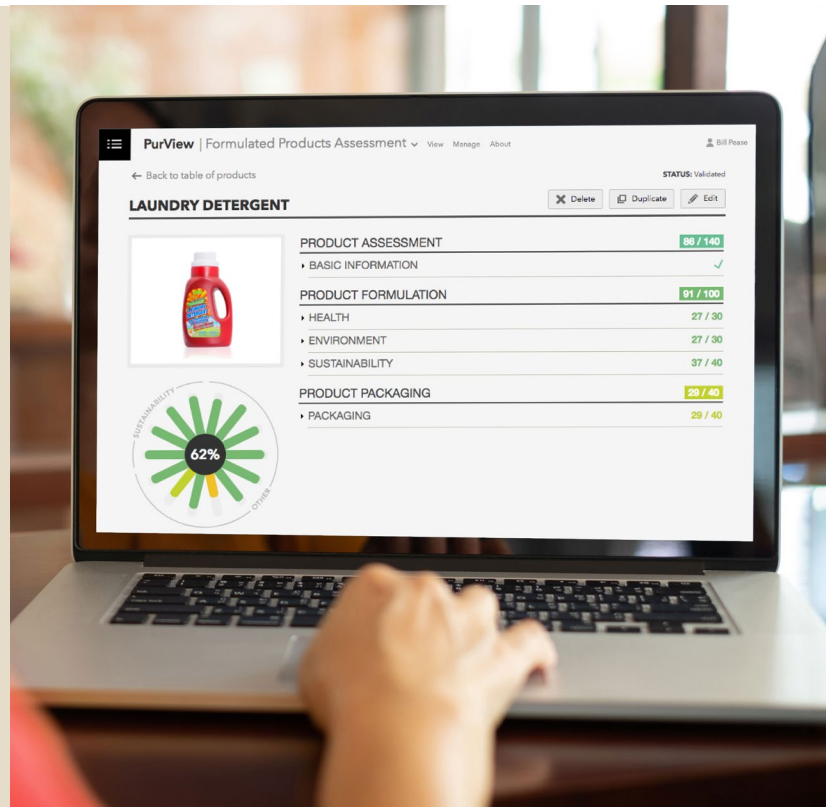 PurView | Formulated Products Assessment View Manage About
Bill Pease
← Back to table of products
STATUS: Validated
LAUNDRY DETERGENT
Delete Duplicate Edit
PRODUCT ASSESSMENT 86 / 140
BASIC INFORMATION ✓
PRODUCT FORMULATION 91 / 100
HEALTH 27 / 30
ENVIRONMENT 27 / 30
SUSTAINABILITY 37 / 40
PRODUCT PACKAGING 29 / 40
PACKAGING 29 / 40
SUSTAINABILITY
62%
OTHER